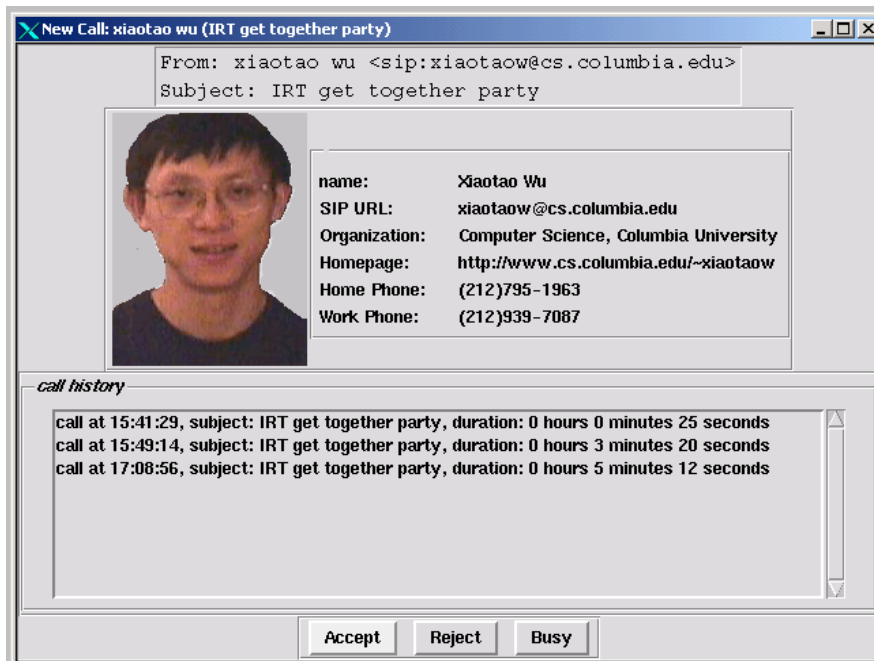 New Call: xiaotao wu (IRT get together party)
From: xiaotao wu <sip:xiaotaow@cs.columbia.edu>
Subject: IRT get together party
name: Xiaotao Wu
SIP URL: xiaotaow@cs.columbia.edu
Organization: Computer Science, Columbia University
Homepage: http://www.cs.columbia.edu/~xiaotaow
Home Phone: (212)795-1963
Work Phone: (212)939-7087
call history
call at 15:41:29, subject: IRT get together party, duration: 0 hours 0 minutes 25 seconds
call at 15:49:14, subject: IRT get together party, duration: 0 hours 3 minutes 20 seconds
call at 17:08:56, subject: IRT get together party, duration: 0 hours 5 minutes 12 seconds
Accept Reject Busy